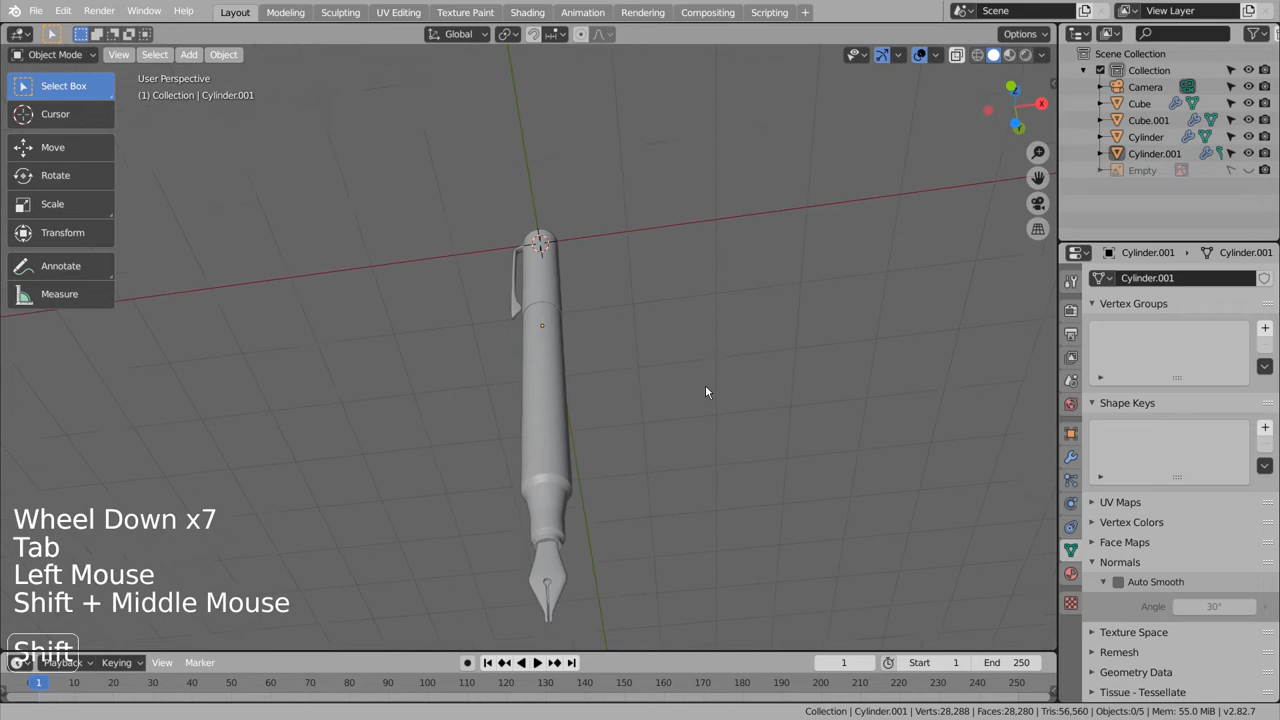 File Edit Render Window Help
Layout Modeling Sculpting UV Editing Texture Paint Shading Animation Rendering Compositing Scripting +
Scene
View Layer
Global
Options
Object Mode View Select Add Object
User Perspective
(1) Collection | Cylinder.001
Select Box
Cursor
Move
Rotate
Scale
Transform
Annotate
Measure
X
Y
Z
Scene Collection
Collection
Camera
Cube
Cube.001
Cylinder
Cylinder.001
Empty
Cylinder.001 Cylinder.001
Cylinder.001
Vertex Groups
Shape Keys
UV Maps
Vertex Colors
Face Maps
Normals
Auto Smooth
Angle 30°
Texture Space
Remesh
Geometry Data
Texture Mesh - Tessellate
Wheel Down x7
Tab
Left Mouse
Shift + Middle Mouse
Shift
Playback Keying View Marker
1 Start 1 End 250
1 10 20 30 40 50 60 70 80 90 100 110 120 130 140 150 160 170 180 190 200 210 220 230 240 250
Collection | Cylinder.001 | Verts:28,288 | Faces:28,280 | Tris:56,560 | Objects:0/5 | Mem: 55.0 MiB | v2.82.7